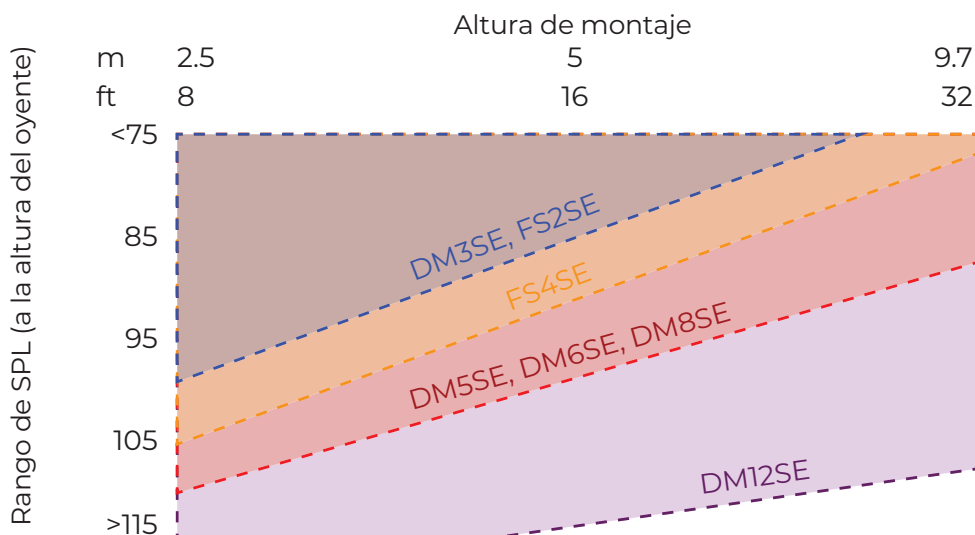 Altura de montaje
m 2.5 5 9.7
ft 8 16 32
Rango de SPL (a la altura del oyente)
<75
85
95
105
>115
DM3SE, FS2SE
FS4SE
DM5SE, DM6SE, DM8SE
DM12SE